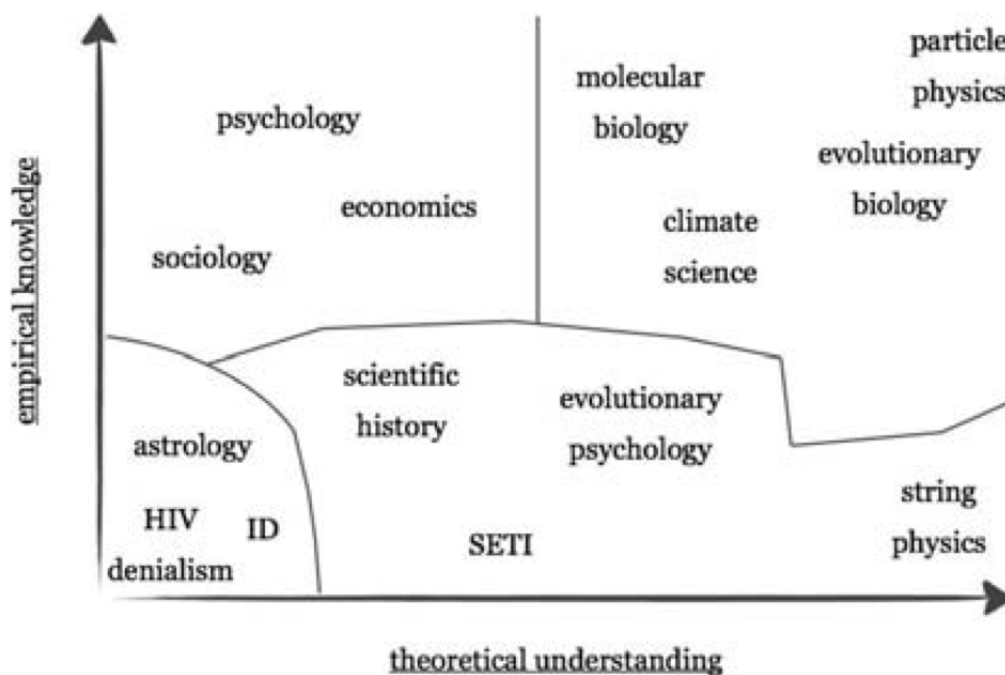 particle
physics
molecular
biology
psychology
evolutionary
biology
economics
climate
science
sociology
empirical knowledge
scientific
history
evolutionary
psychology
astrology
string
physics
HIV
denialism
ID
SETI
theoretical understanding